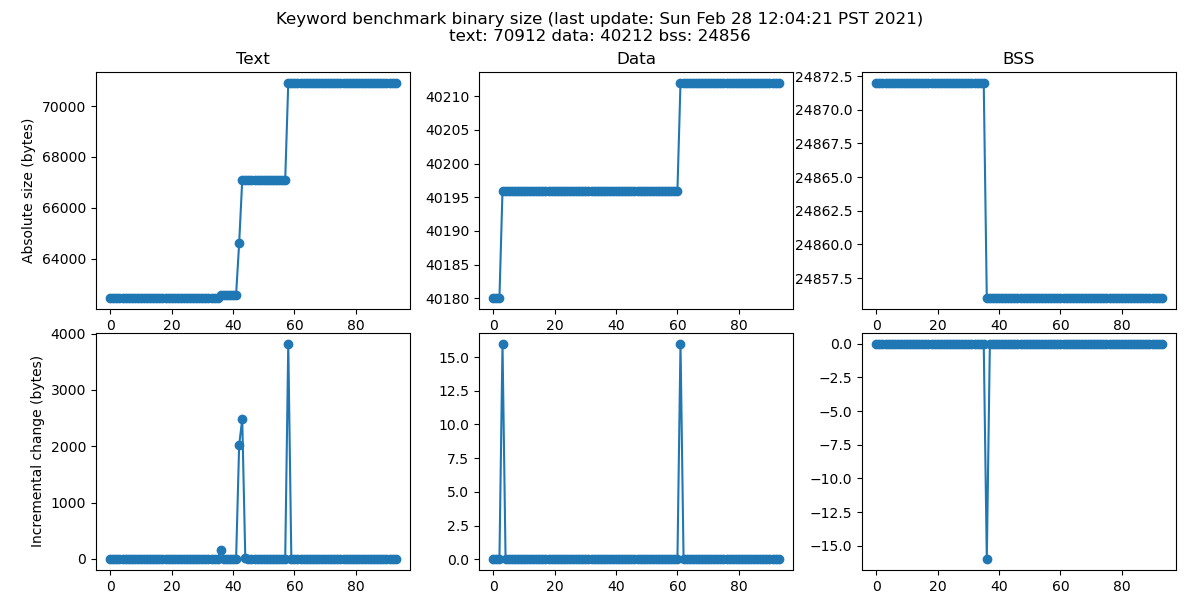 Keyword benchmark binary size (last update: Sun Feb 28 12:04:21 PST 2021)
text: 70912 data: 40212 bss: 24856
Text
Absolute size (bytes)
70000
68000
66000
64000
0 20 40 60 80
Data
40210
40205
40200
40195
40190
40185
40180
0 20 40 60 80
BSS
24872.5
24870.0
24867.5
24865.0
24862.5
24860.0
24857.5
0 20 40 60 80
Incremental change (bytes)
4000
3000
2000
1000
0
0 20 40 60 80
15.0
12.5
10.0
7.5
5.0
2.5
0.0
0 20 40 60 80
0.0
−2.5
−5.0
−7.5
−10.0
−12.5
−15.0
0 20 40 60 80